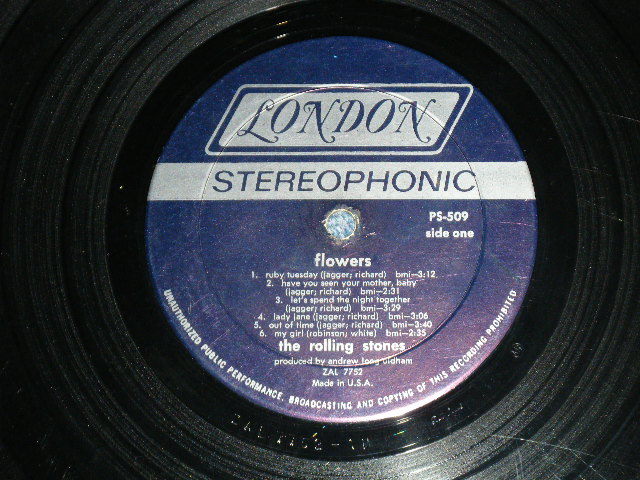 LONDON
STEREOPHONIC
PS-509
side one
flowers
1. ruby tuesday (jagger; richard) bmi—3:12
2. have you seen your mother, baby
(jagger; richard) bmi—2:31
3. let's spend the night together
(jagger; richard) bmi—3:29
4. lady jane (jagger; richard) bmi—3:06
5. out of time (jagger; richard) bmi—3:40
6. my girl (robinson; white) bmi—2:35
the rolling stones
produced by andrew loog oldham
ZAL 7752
Made in U.S.A.
UNAUTHORIZED PUBLIC PERFORMANCE, BROADCASTING AND COPYING OF THIS RECORDING PROHIBITED